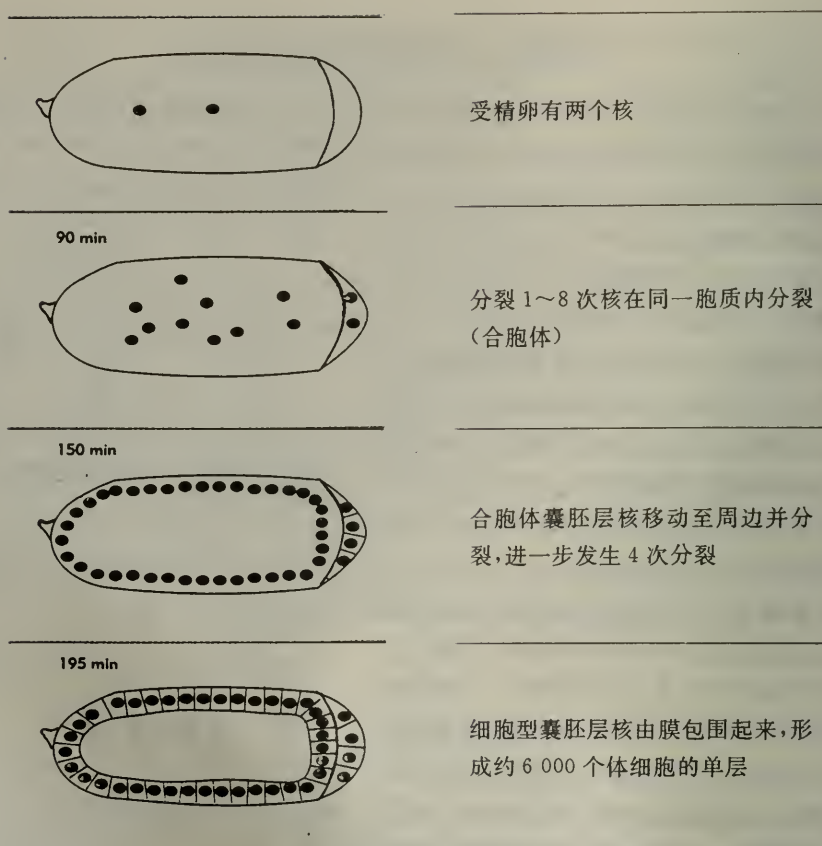 受精卵有两个核
90 min
分裂 1～8 次核在同一胞质内分裂
(合胞体)
150 min
合胞体囊胚层核移动至周边并分
裂,进一步发生 4 次分裂
195 min
细胞型囊胚层核由膜包围起来,形
成约 6 000 个体细胞的单层